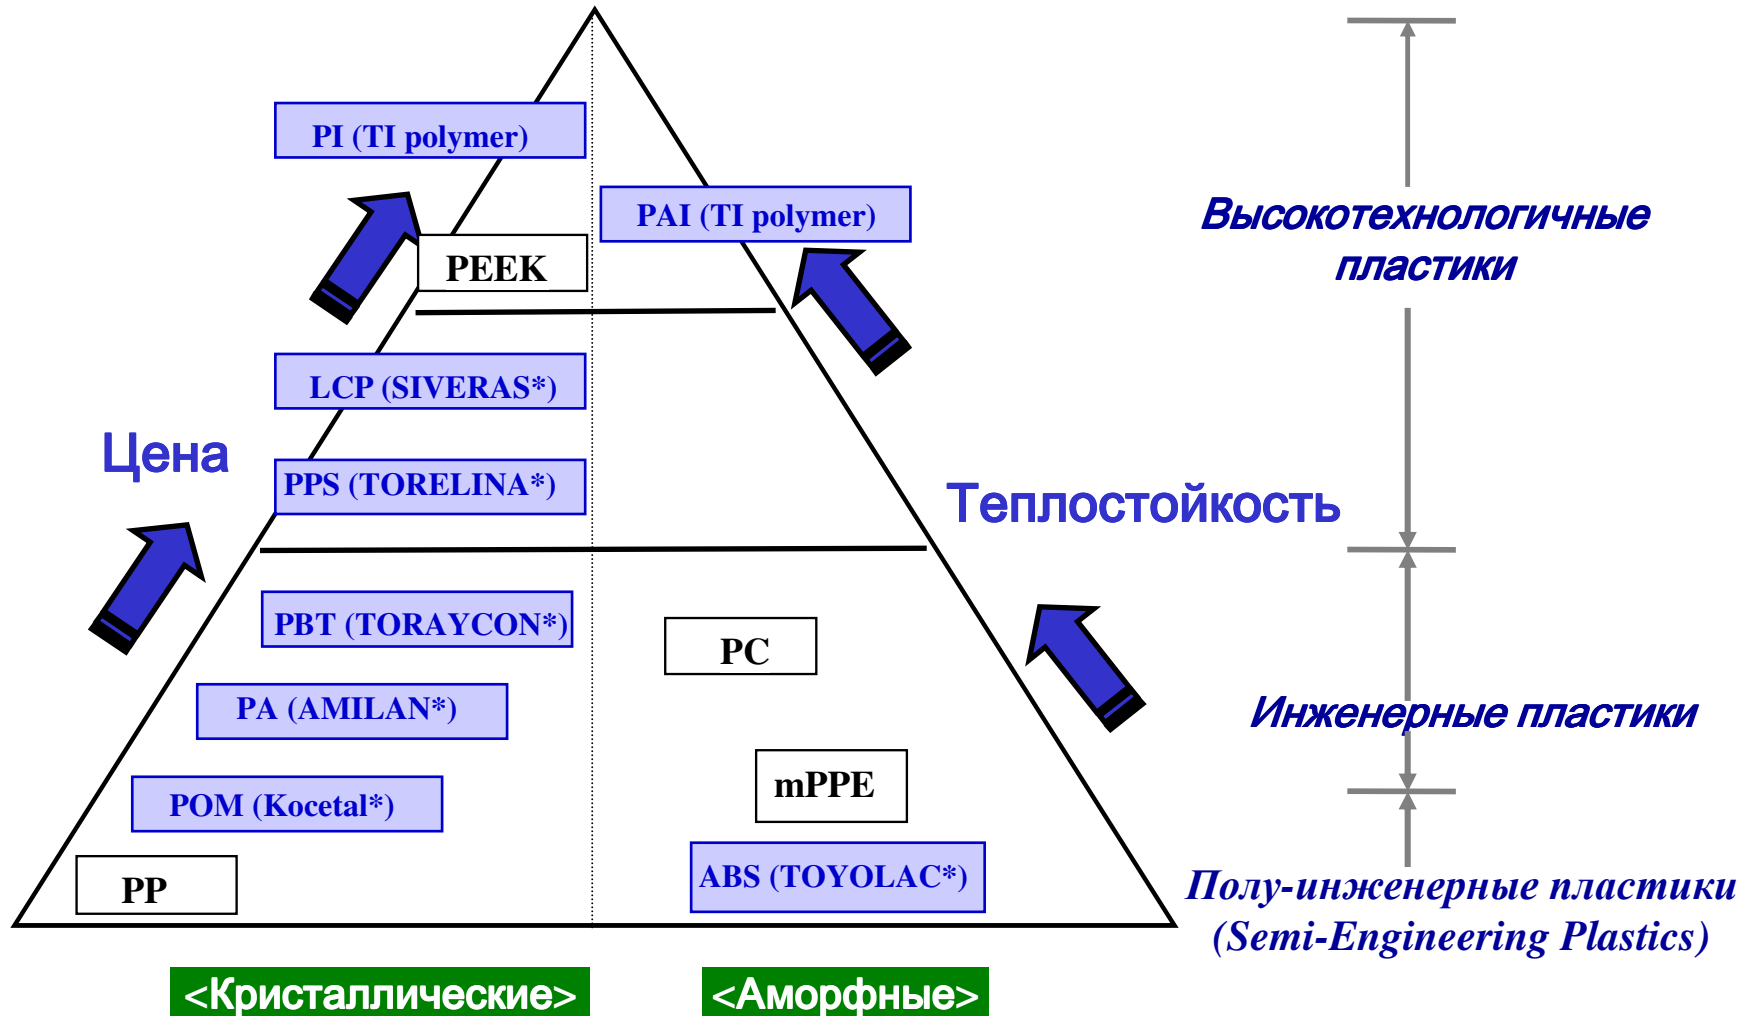 PI (TI polymer)
PAI (TI polymer)
Высокотехнологичные
пластики
PEEK
LCP (SIVERAS*)
Цена
PPS (TORELINA*)
Теплостойкость
PBT (TORAYCON*)
PC
PA (AMILAN*)
Инженерные пластики
mPPE
POM (Kocetal*)
PP
ABS (TOYOLAC*)
Полу-инженерные пластики
(Semi-Engineering Plastics)
<Кристаллические>
<Аморфные>